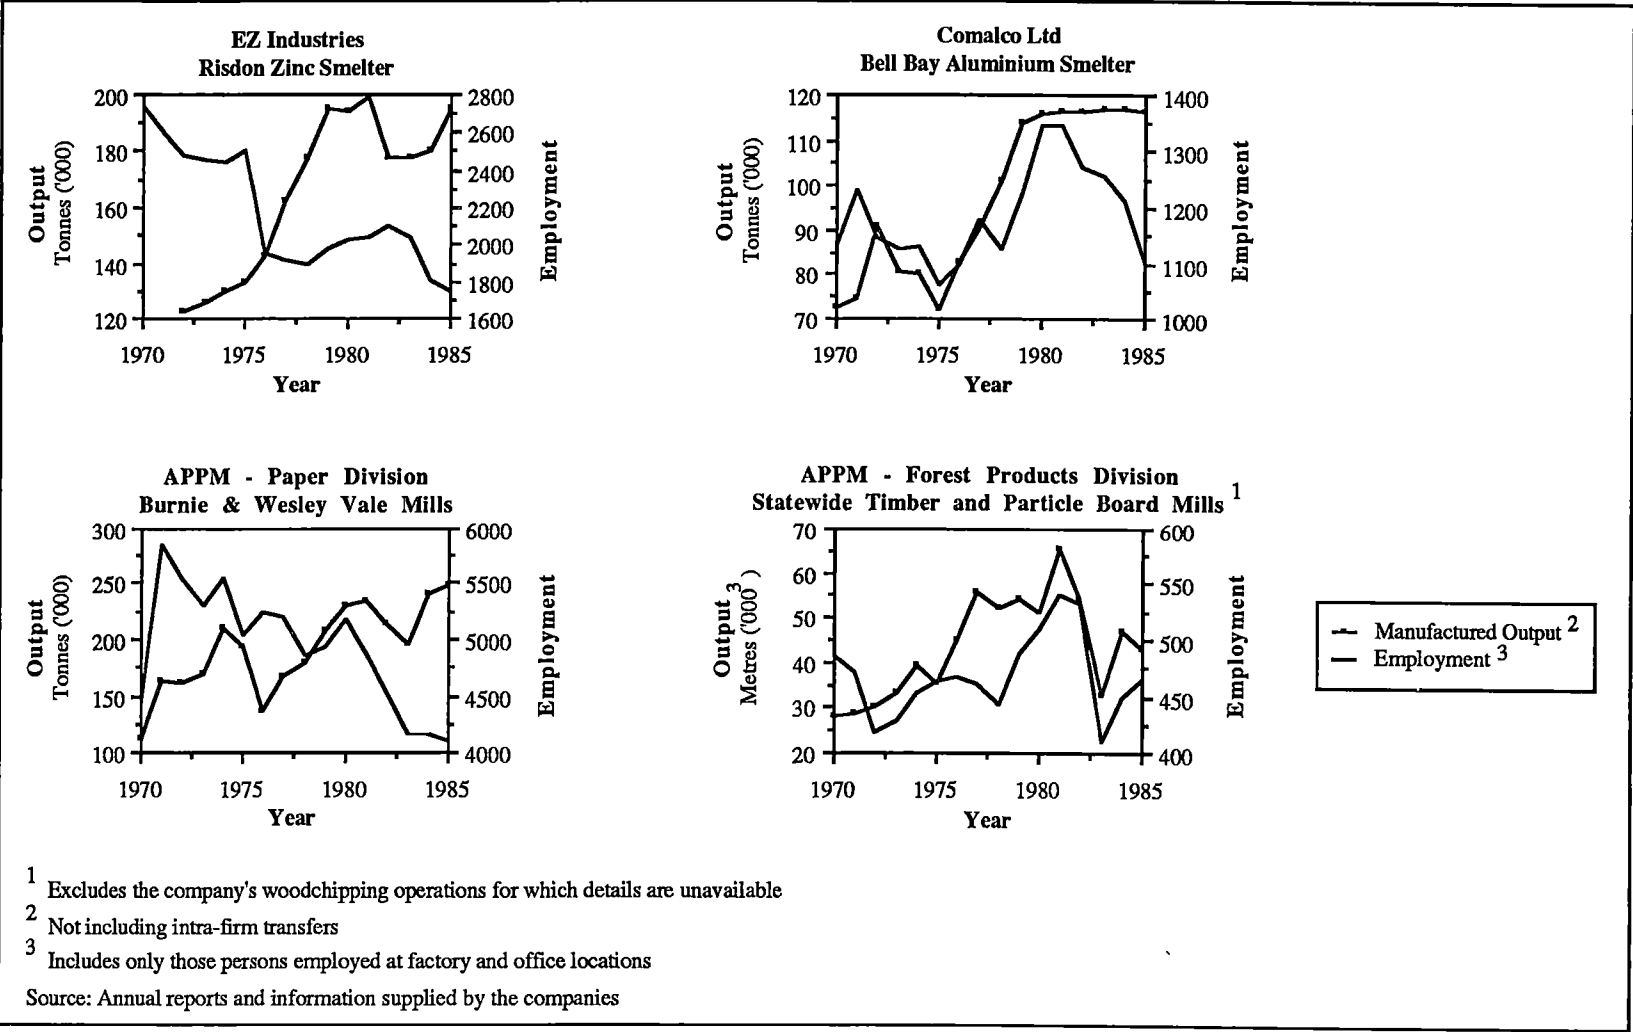 EZ Industries
Risdon Zinc Smelter
200
180
160
140
120
Output
Tonnes ('000)
2800
2600
2400
2200
2000
1800
1600
Employment
1970 1975 1980 1985
Year
Comalco Ltd
Bell Bay Aluminium Smelter
120
110
100
90
80
70
Output
Tonnes ('000)
1400
1300
1200
1100
1000
Employment
1970 1975 1980 1985
Year
APPM - Paper Division
Burnie & Wesley Vale Mills
300
250
200
150
100
Output
Tonnes ('000)
6000
5500
5000
4500
4000
Employment
1970 1975 1980 1985
Year
APPM - Forest Products Division
Statewide Timber and Particle Board Mills 1
70
60
50
40
30
20
Output
Metres ('000 3 )
600
550
500
450
400
Employment
1970 1975 1980 1985
Year
Manufactured Output 2
Employment 3
1 Excludes the company's woodchipping operations for which details are unavailable
2 Not including intra-firm transfers
3 Includes only those persons employed at factory and office locations
Source: Annual reports and information supplied by the companies